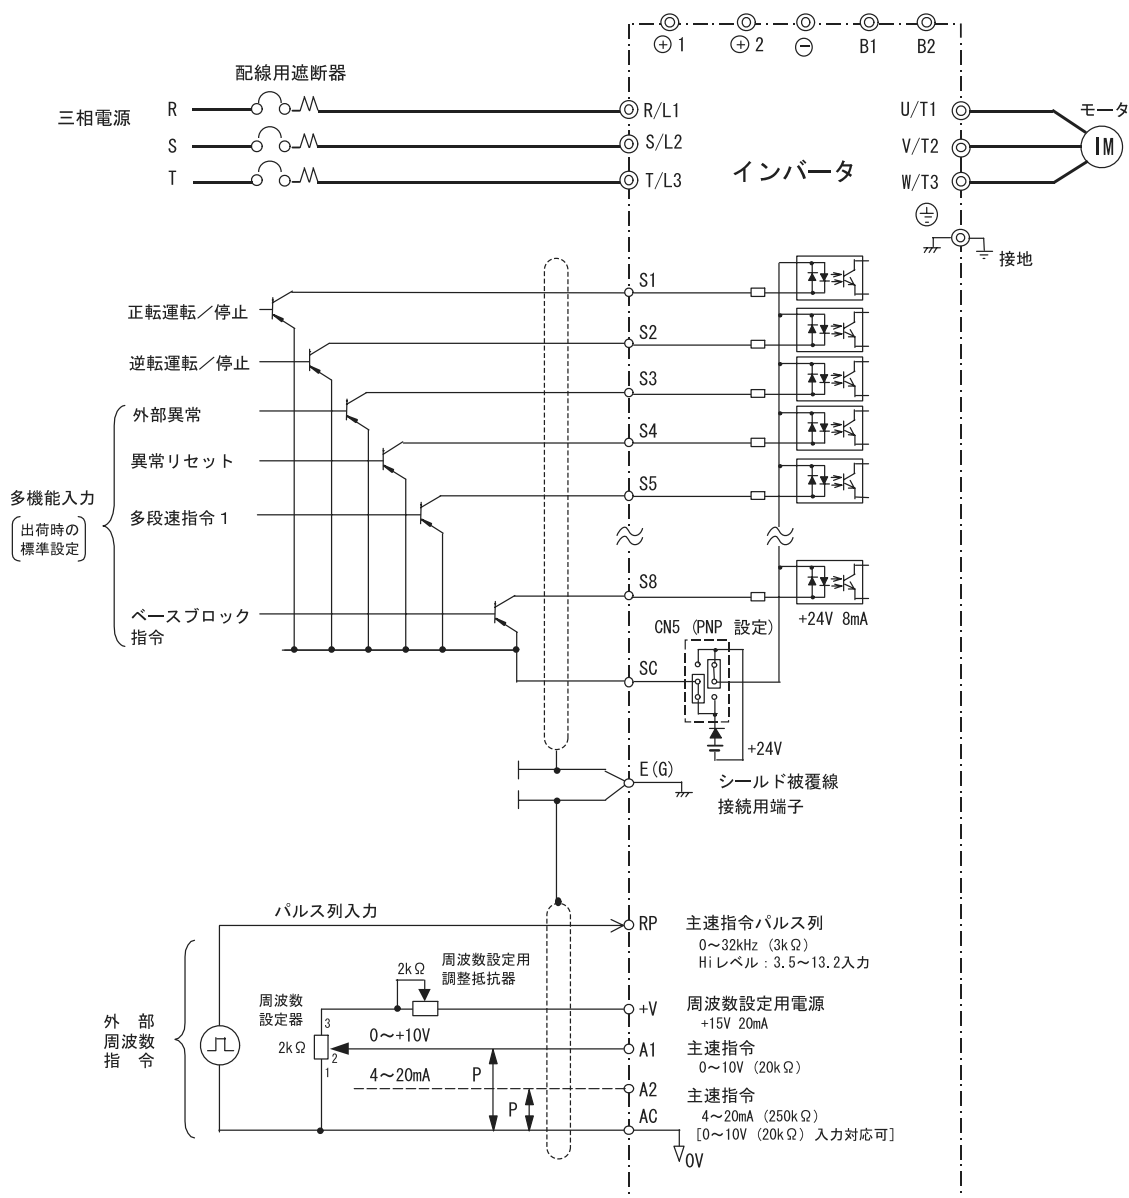 ⊕1 ⊕2 ⊖ B1 B2
配線用遮断器
三相電源
R
S
T
R/L1
S/L2
T/L3
インバータ
U/T1
V/T2
W/T3
モータ
IM
接地
正転運転／停止
逆転運転／停止
外部異常
異常リセット
多段速指令1
ベースブロック
指令
多機能入力
出荷時の
標準設定
S1
S2
S3
S4
S5
S8
+24V 8mA
CN5 (PNP 設定)
SC
+24V
E(G)
シールド被覆線
接続用端子
パルス列入力
RP
主速指令パルス列
0～32kHz (3kΩ)
Hiレベル：3.5～13.2入力
2kΩ
周波数設定用
調整抵抗器
+V
周波数設定用電源
+15V 20mA
周波数
設定器
2kΩ
3
2
1
0～+10V
A1
主速指令
0～10V (20kΩ)
4～20mA
P
P
A2
主速指令
4～20mA (250kΩ)
[0～10V (20kΩ) 入力対応可]
AC
0V
外 部
周波数
指 令